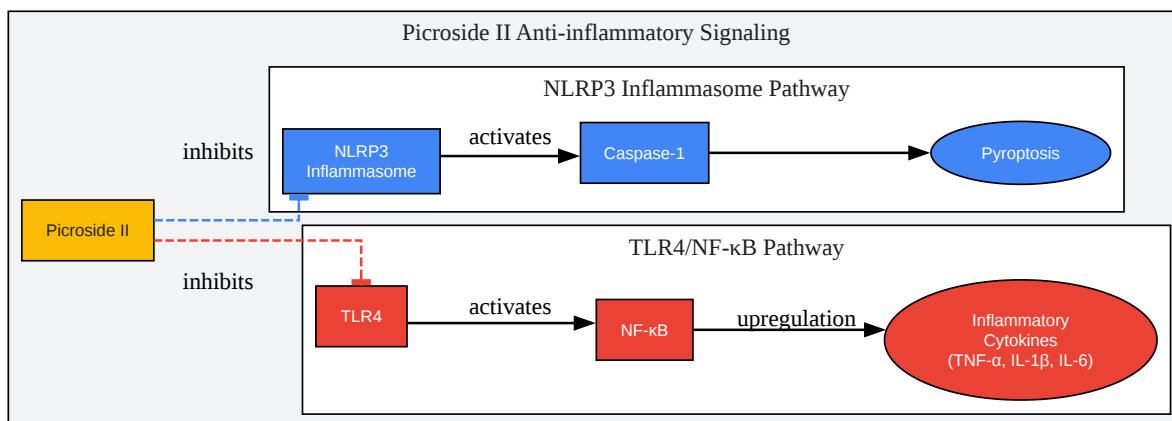 Picroside II Anti-inflammatory Signaling
NLRP3 Inflammasome Pathway
inhibits
NLRP3
Inflammasome
activates
Caspase-1
Pyroptosis
Picroside II
TLR4/NF-κB Pathway
inhibits
TLR4
activates
NF-κB
upregulation
Inflammatory
Cytokines
(TNF-α, IL-1β, IL-6)